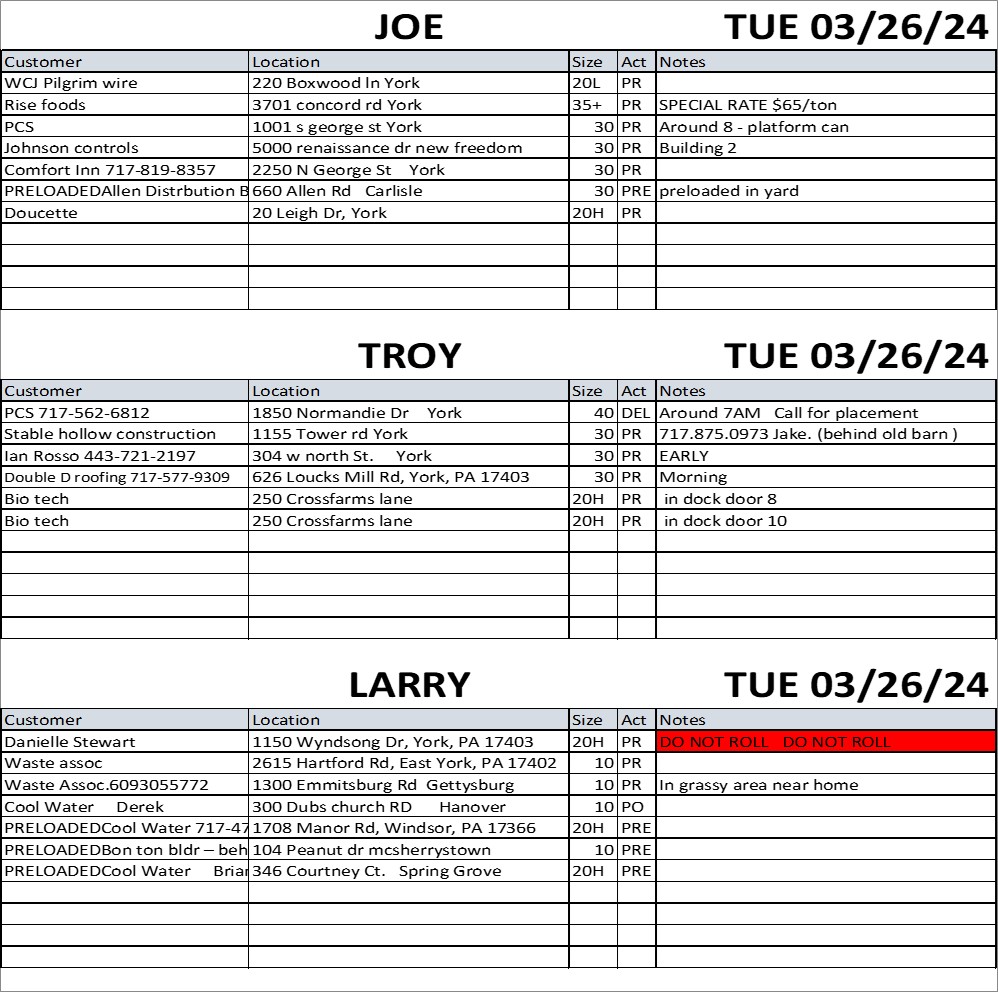 JOE TUE 03/26/24
Customer Location Size Act Notes
WCJ Pilgrim wire 220 Boxwood ln York 20L PR
Rise foods 3701 concord rd York 35+ PR SPECIAL RATE $65/ton
PCS 1001 s george st York 30 PR Around 8 - platform can
Johnson controls 5000 renaissance dr new freedom 30 PR Building 2
Comfort Inn 717-819-8357 2250 N George St York 30 PR
PRELOADEDAllen Distrbution B 660 Allen Rd Carlisle 30 PRE preloaded in yard
Doucette 20 Leigh Dr, York 20H PR
TROY TUE 03/26/24
Customer Location Size Act Notes
PCS 717-562-6812 1850 Normandie Dr York 40 DEL Around 7AM Call for placement
Stable hollow construction 1155 Tower rd York 30 PR 717.875.0973 Jake. (behind old barn )
Ian Rosso 443-721-2197 304 w north St. York 30 PR EARLY
Double D roofing 717-577-9309 626 Loucks Mill Rd, York, PA 17403 30 PR Morning
Bio tech 250 Crossfarms lane 20H PR in dock door 8
Bio tech 250 Crossfarms lane 20H PR in dock door 10
LARRY TUE 03/26/24
Customer Location Size Act Notes
Danielle Stewart 1150 Wyndsong Dr, York, PA 17403 20H PR DO NOT ROLL DO NOT ROLL
Waste assoc 2615 Hartford Rd, East York, PA 17402 10 PR
Waste Assoc.6093055772 1300 Emmitsburg Rd Gettysburg 10 PR In grassy area near home
Cool Water Derek 300 Dubs church RD Hanover 10 PO
PRELOADEDCool Water 717-47 1708 Manor Rd, Windsor, PA 17366 20H PRE
PRELOADEDBon ton bldr – beh 104 Peanut dr mcsherrystown 10 PRE
PRELOADEDCool Water Briar 346 Courtney Ct. Spring Grove 20H PRE